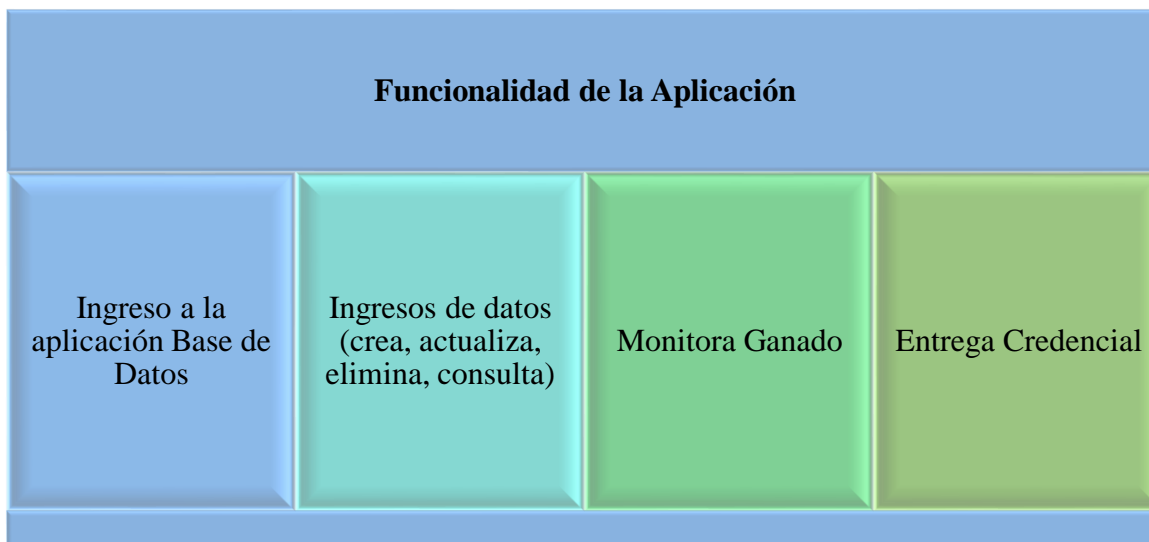 Funcionalidad de la Aplicación
Ingreso a la
aplicación Base de
Datos
Ingresos de datos
(crea, actualiza,
elimina, consulta)
Monitora Ganado
Entrega Credencial